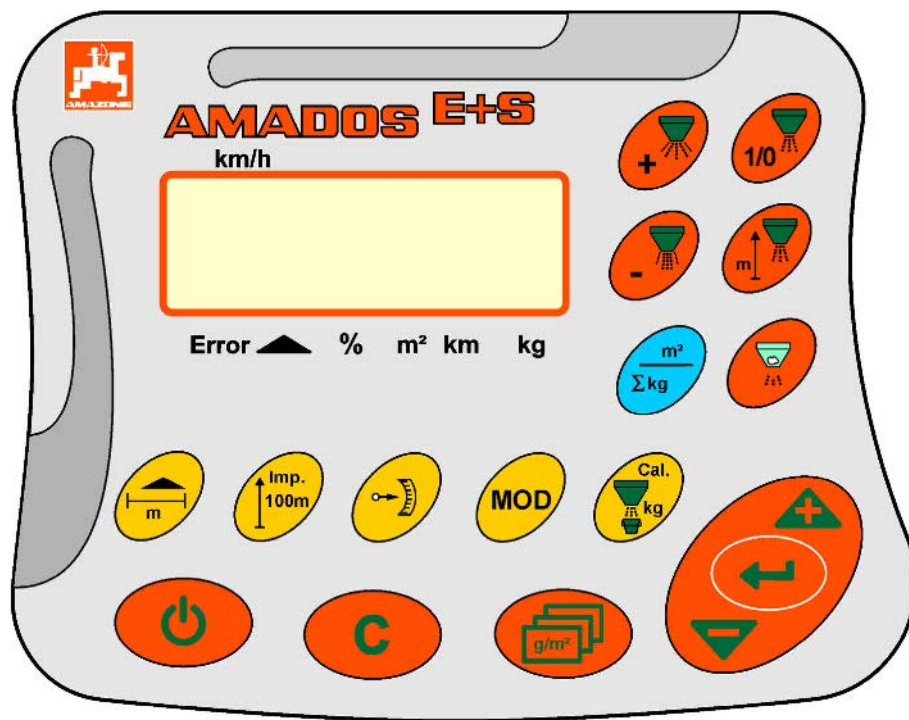 AMAZONE
AMADOS E+S
km/h
+
1/0
-
m
Error % m² km kg
m²
Σkg
m
Imp.
100m
MOD
Cal.
kg
C
g/m²